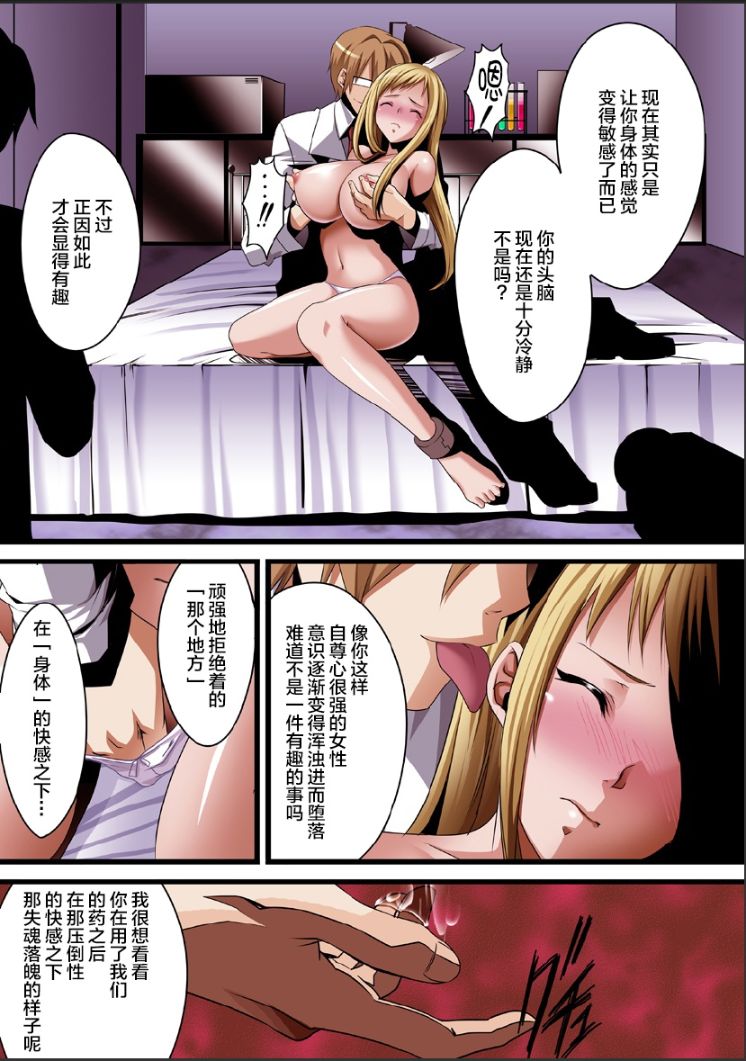 现在其实只是
让你身体的感觉
变得敏感了而已
你的头脑
现在还是十分冷静
不是吗？
嗯！
…!!
不过
正因如此
才会显得有趣
像你这样
自尊心很强的女性
意识逐渐变得浑浊进而堕落
难道不是一件有趣的事吗
顽强地拒绝着的
「那个地方」
在「身体」的快感之下…
我很想看看
你在用了我们
的药之后
在那压倒性
的快感之下
那失魂落魄的样子呢
グチュ